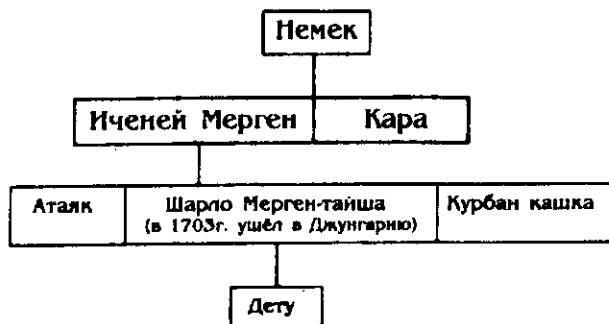 Немек
Иченей Мерген Кара
Атаяк Шарло Мерген-тайша Курбан кашка
(в 1703г. ушёл в Джунгарию)
Дету